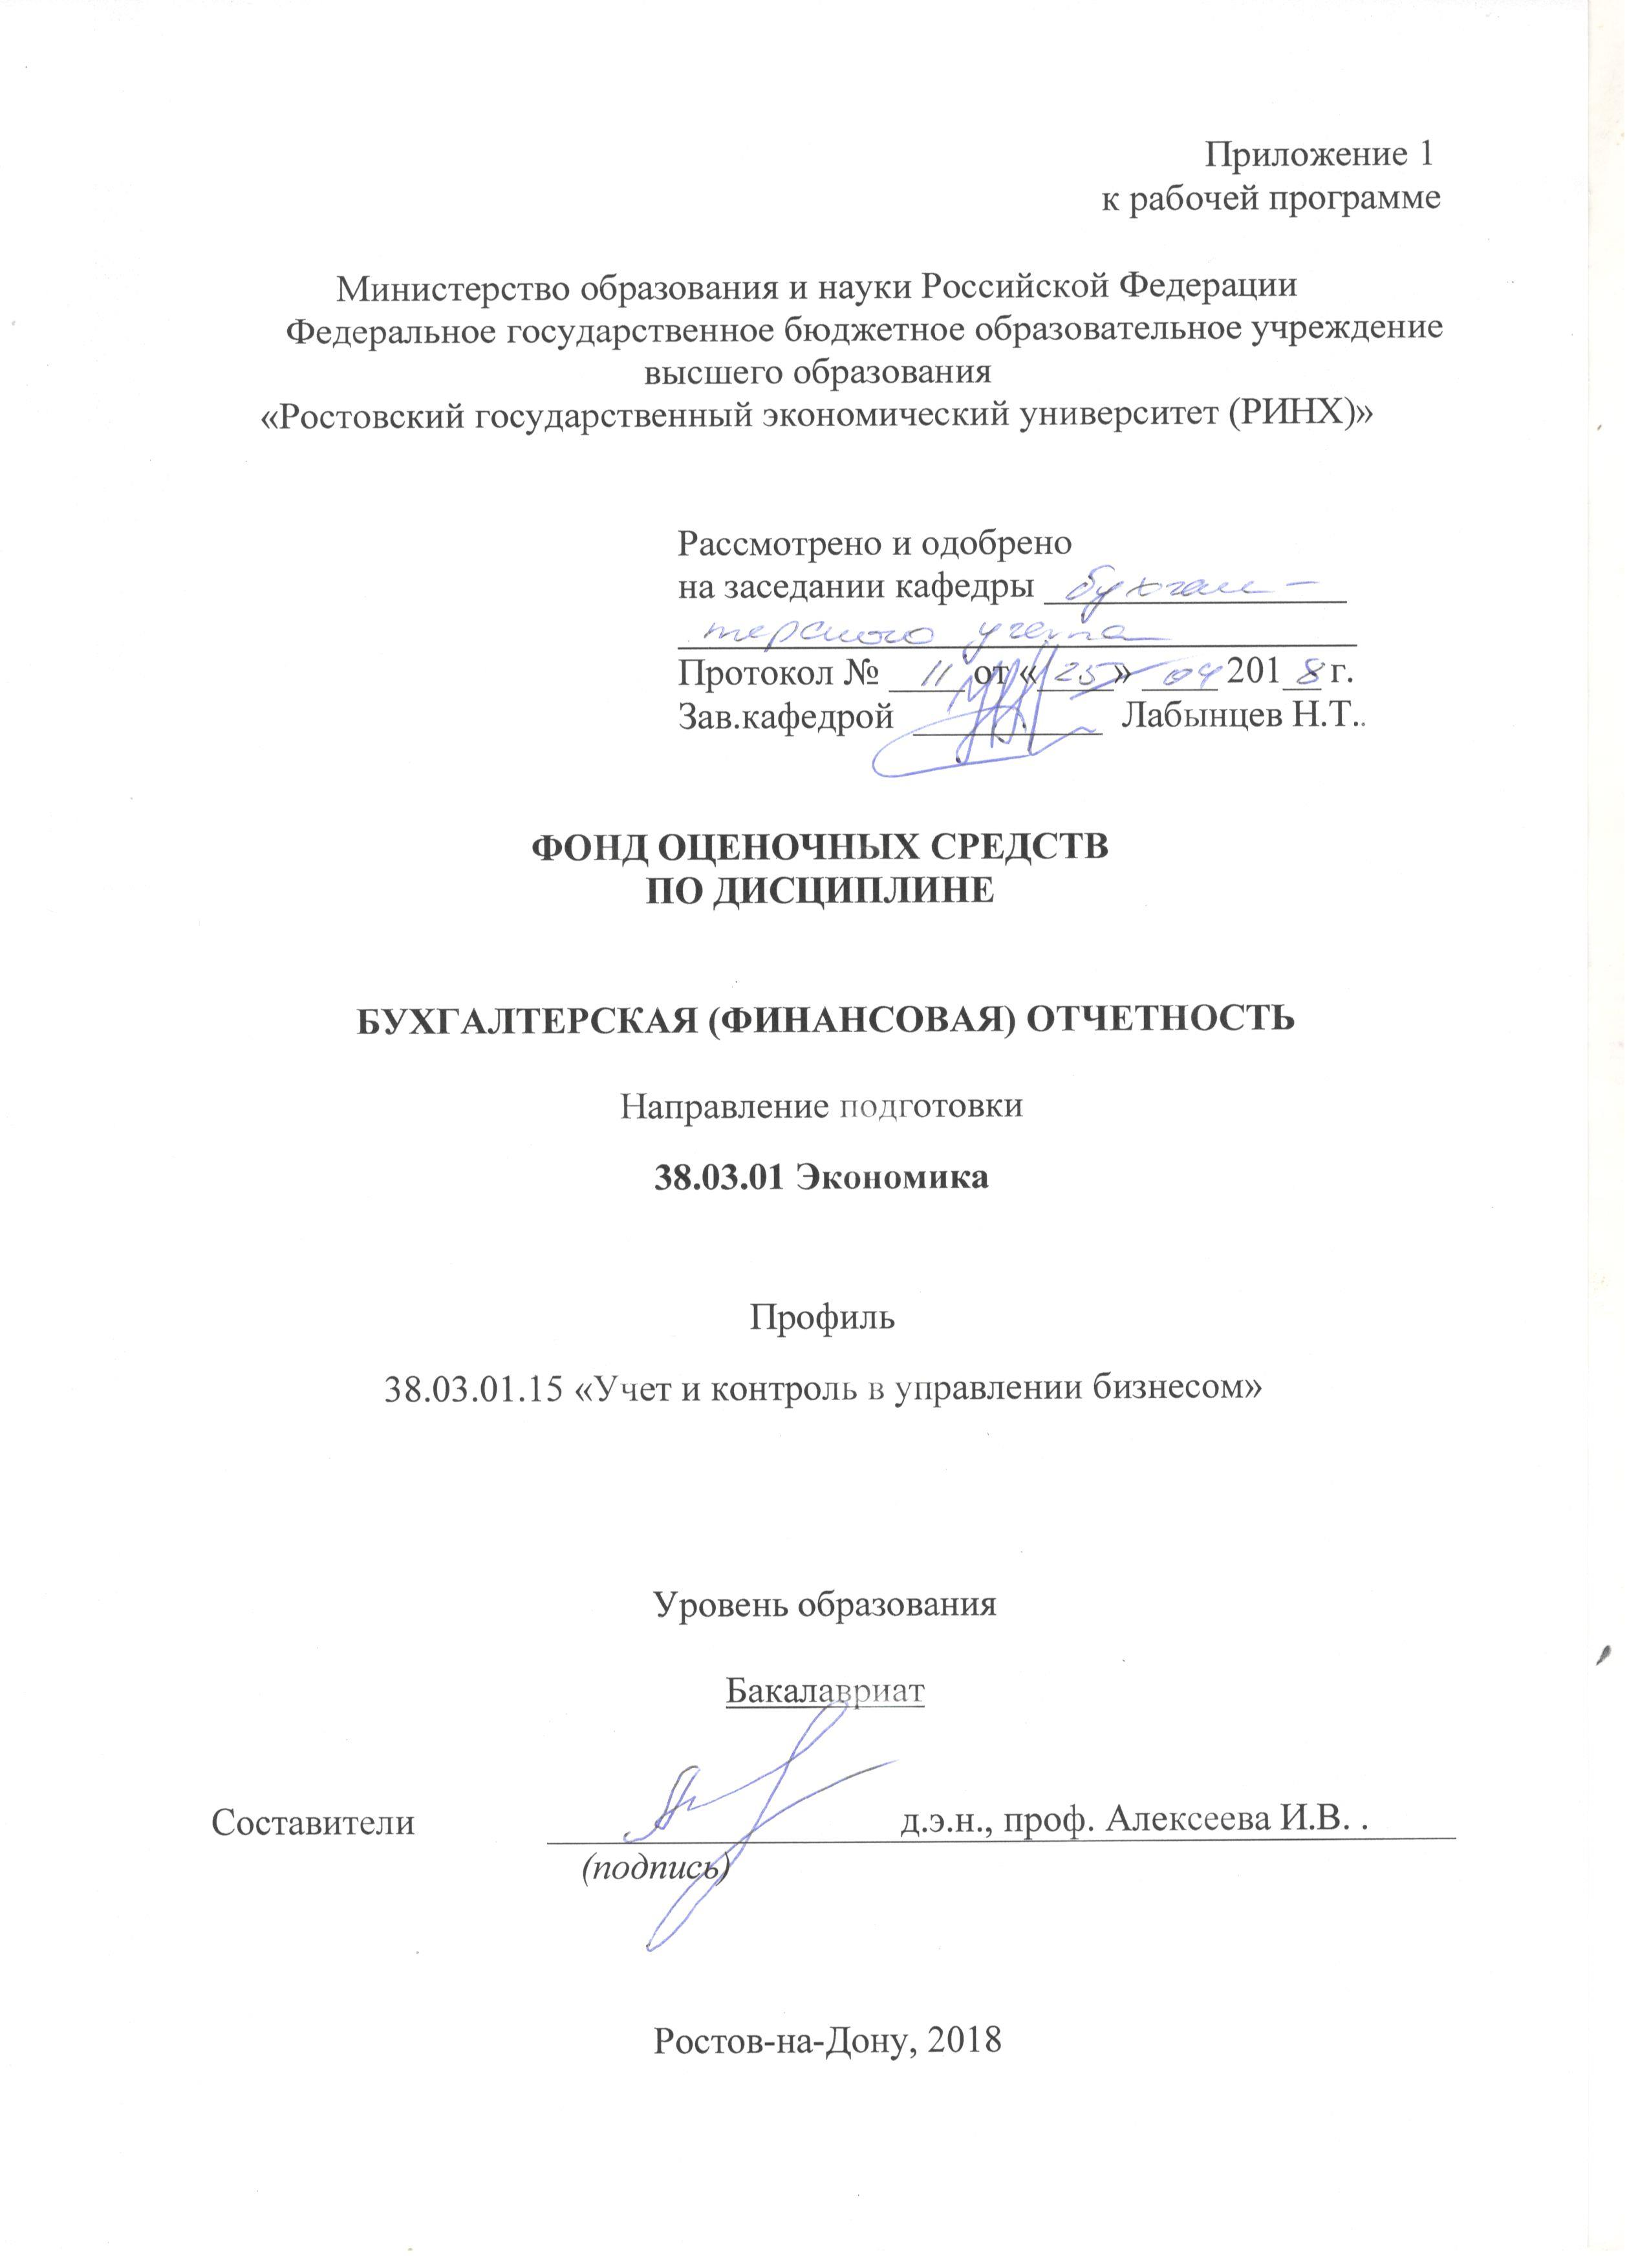 Приложение 1
к рабочей программе
Министерство образования и науки Российской Федерации
Федеральное государственное бюджетное образовательное учреждение
высшего образования
«Ростовский государственный экономический университет (РИНХ)»
Рассмотрено и одобрено
на заседании кафедры бухгал-
терского учета
Протокол № 11 от «25» 04 2018 г.
Зав.кафедрой Лабынцев Н.Т..
ФОНД ОЦЕНОЧНЫХ СРЕДСТВ
ПО ДИСЦИПЛИНЕ
БУХГАЛТЕРСКАЯ (ФИНАНСОВАЯ) ОТЧЕТНОСТЬ
Направление подготовки
38.03.01 Экономика
Профиль
38.03.01.15 «Учет и контроль в управлении бизнесом»
Уровень образования
Бакалавриат
Составители д.э.н., проф. Алексеева И.В. .
(подпись)
Ростов-на-Дону, 2018